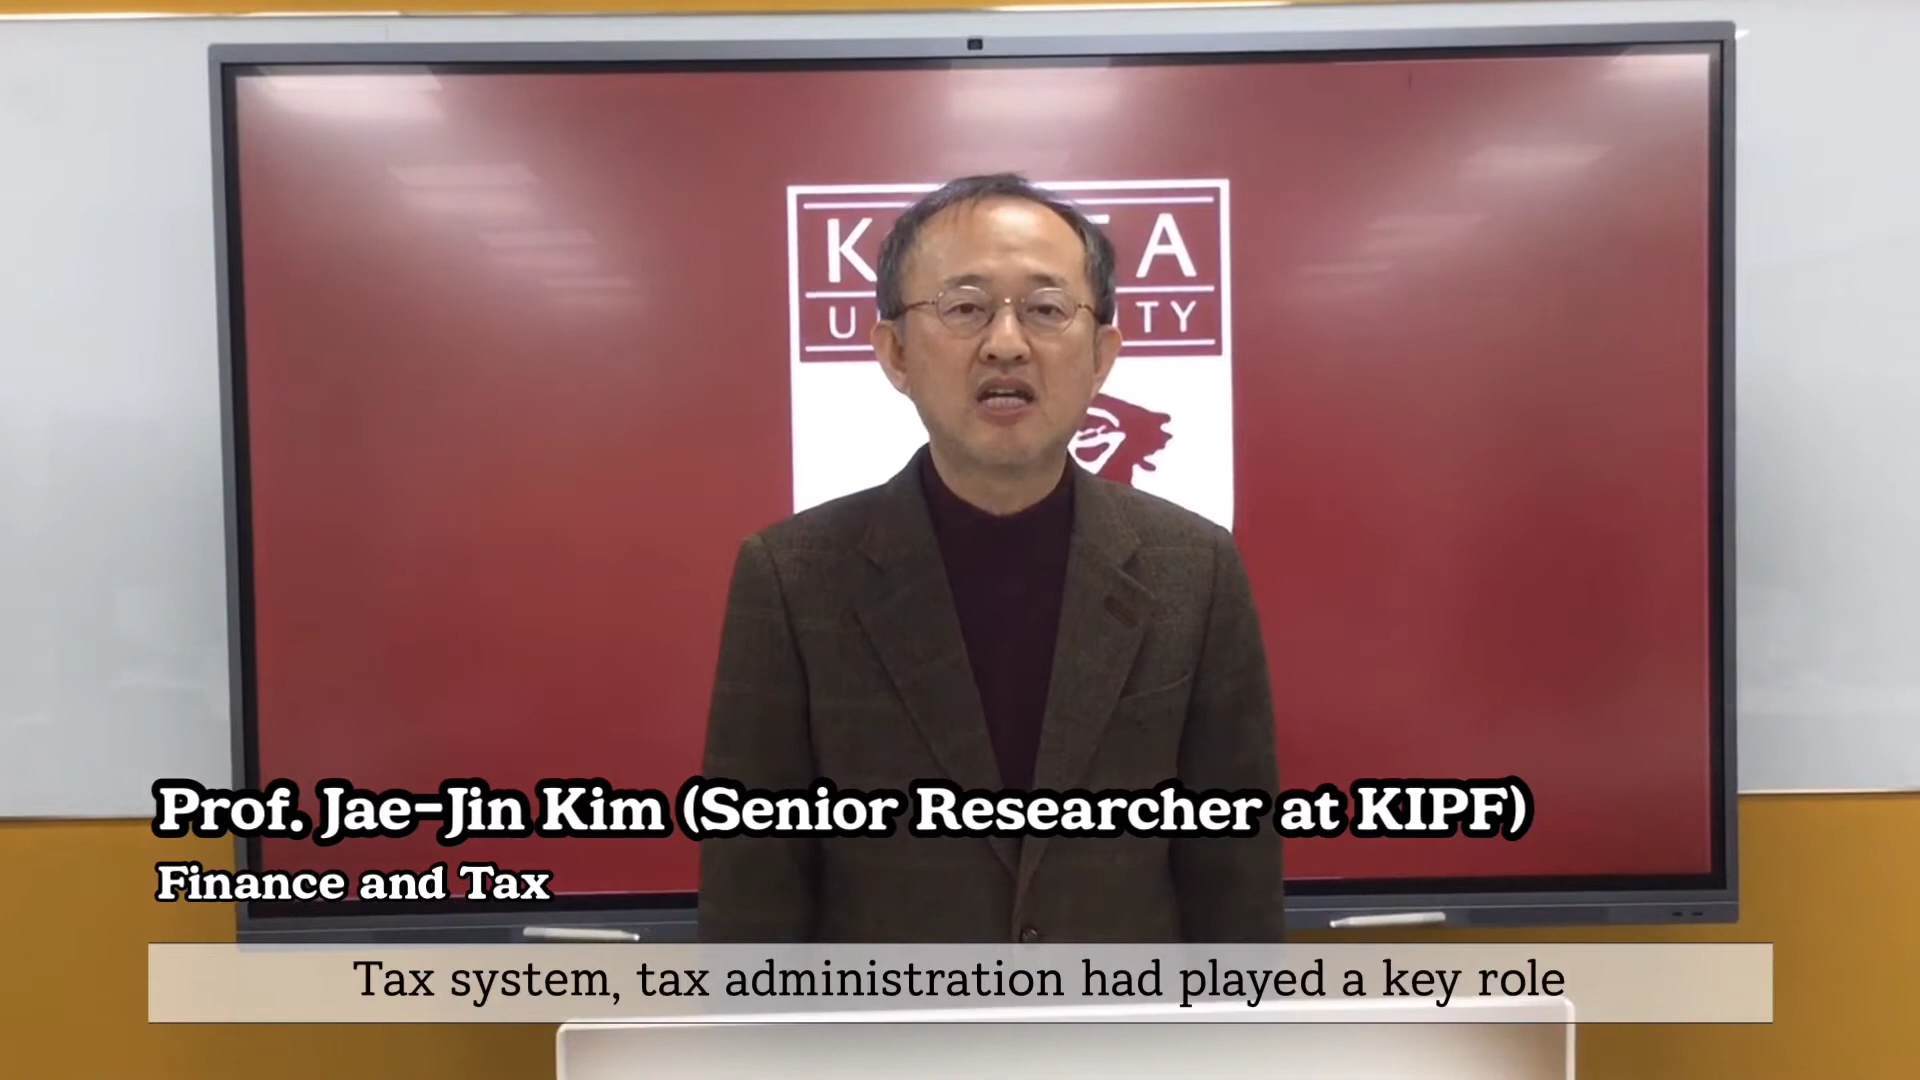 Prof. Jae-Jin Kim (Senior Researcher at KIPF)
Finance and Tax
Tax system, tax administration had played a key role